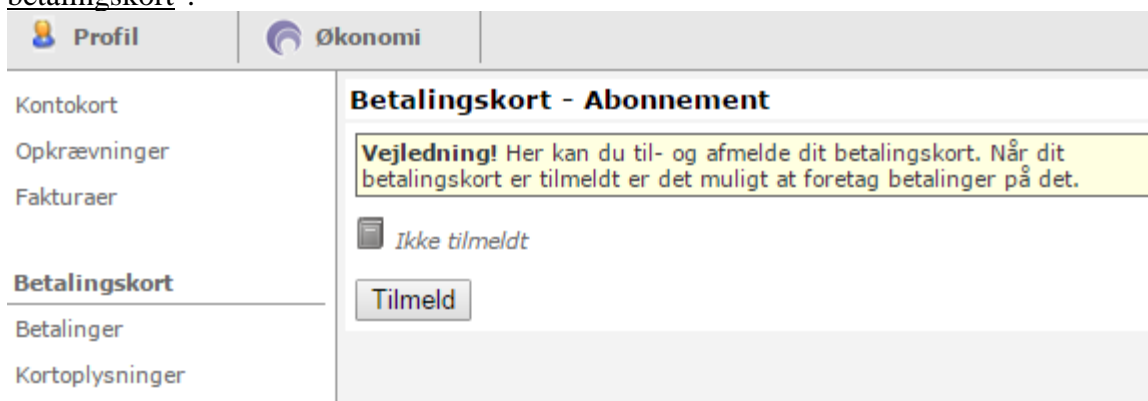 betalingskort".
Profil
Økonomi
Kontokort
Opkrævninger
Fakturaer
Betalingskort
Betalinger
Kortoplysninger
Betalingskort - Abonnement
Vejledning! Her kan du til- og afmelde dit betalingskort. Når dit
betalingskort er tilmeldt er det muligt at foretag betalinger på det.
Ikke tilmeldt
Tilmeld